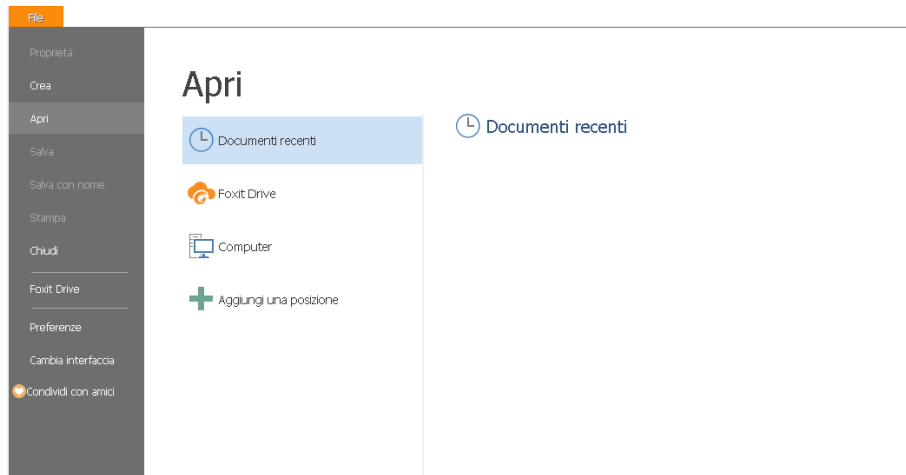 File
Proprietà
Crea
Apri
Salva
Salva con nome
Stampa
Chiudi
Foxit Drive
Preferenze
Cambia interfaccia
Condividi con amici
Apri
Documenti recenti
Foxit Drive
Computer
Aggiungi una posizione
Documenti recenti